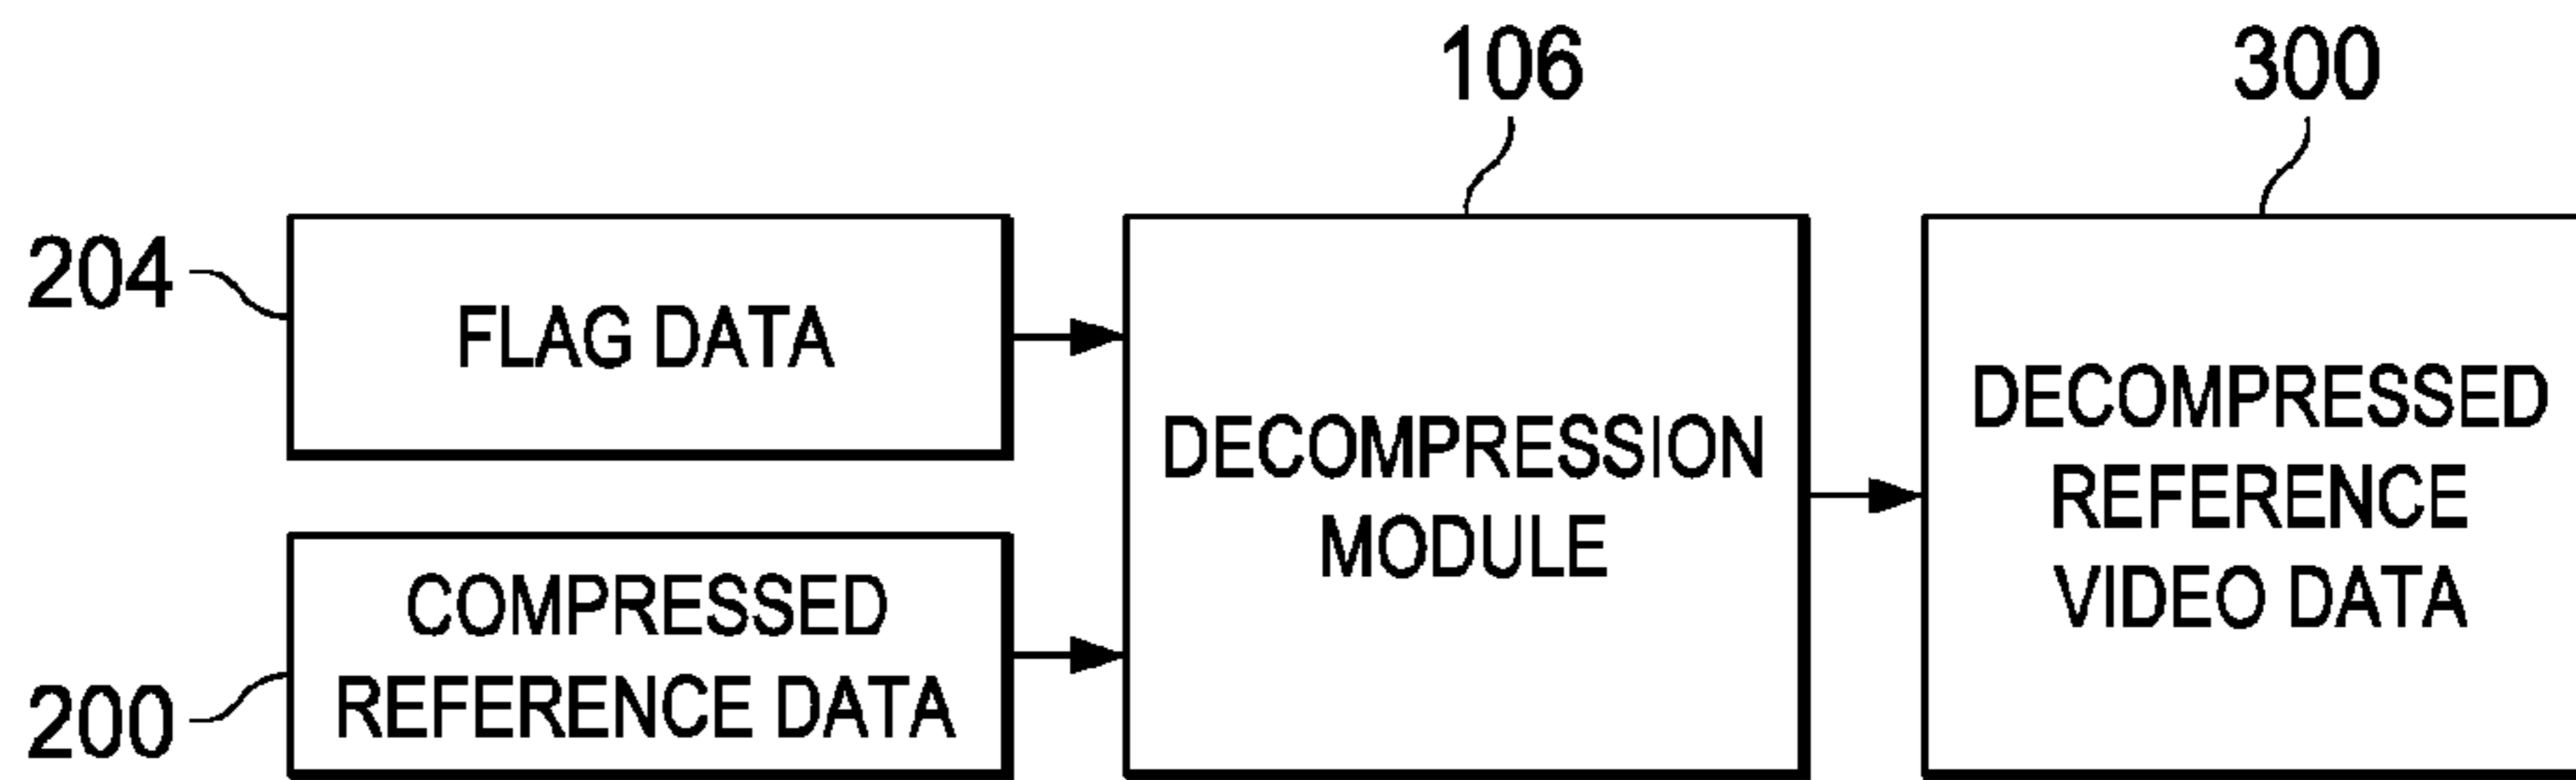 106
300
204
FLAG DATA
DECOMPRESSION
MODULE
DECOMPRESSED
REFERENCE
VIDEO DATA
200
COMPRESSED
REFERENCE DATA